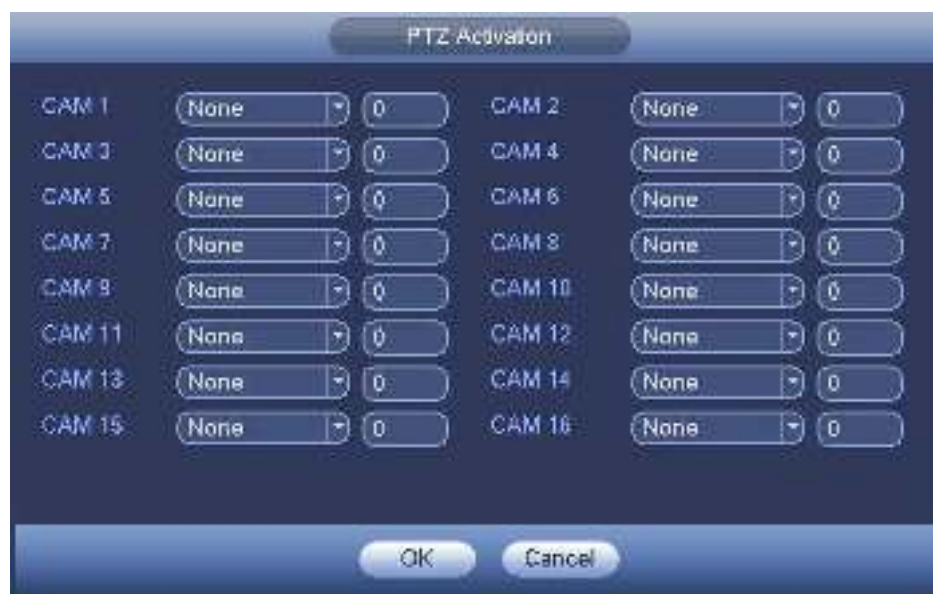 PTZ Activation
CAM 1 None 0 CAM 2 None 0
CAM 3 None 0 CAM 4 None 0
CAM 5 None 0 CAM 6 None 0
CAM 7 None 0 CAM 8 None 0
CAM 9 None 0 CAM 10 None 0
CAM 11 None 0 CAM 12 None 0
CAM 13 None 0 CAM 14 None 0
CAM 15 None 0 CAM 16 None 0
OK Cancel